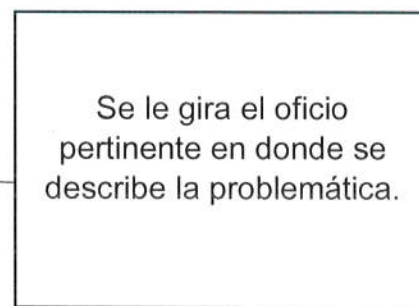 Se le gira el oficio
pertinente en donde se
describe la problemática.